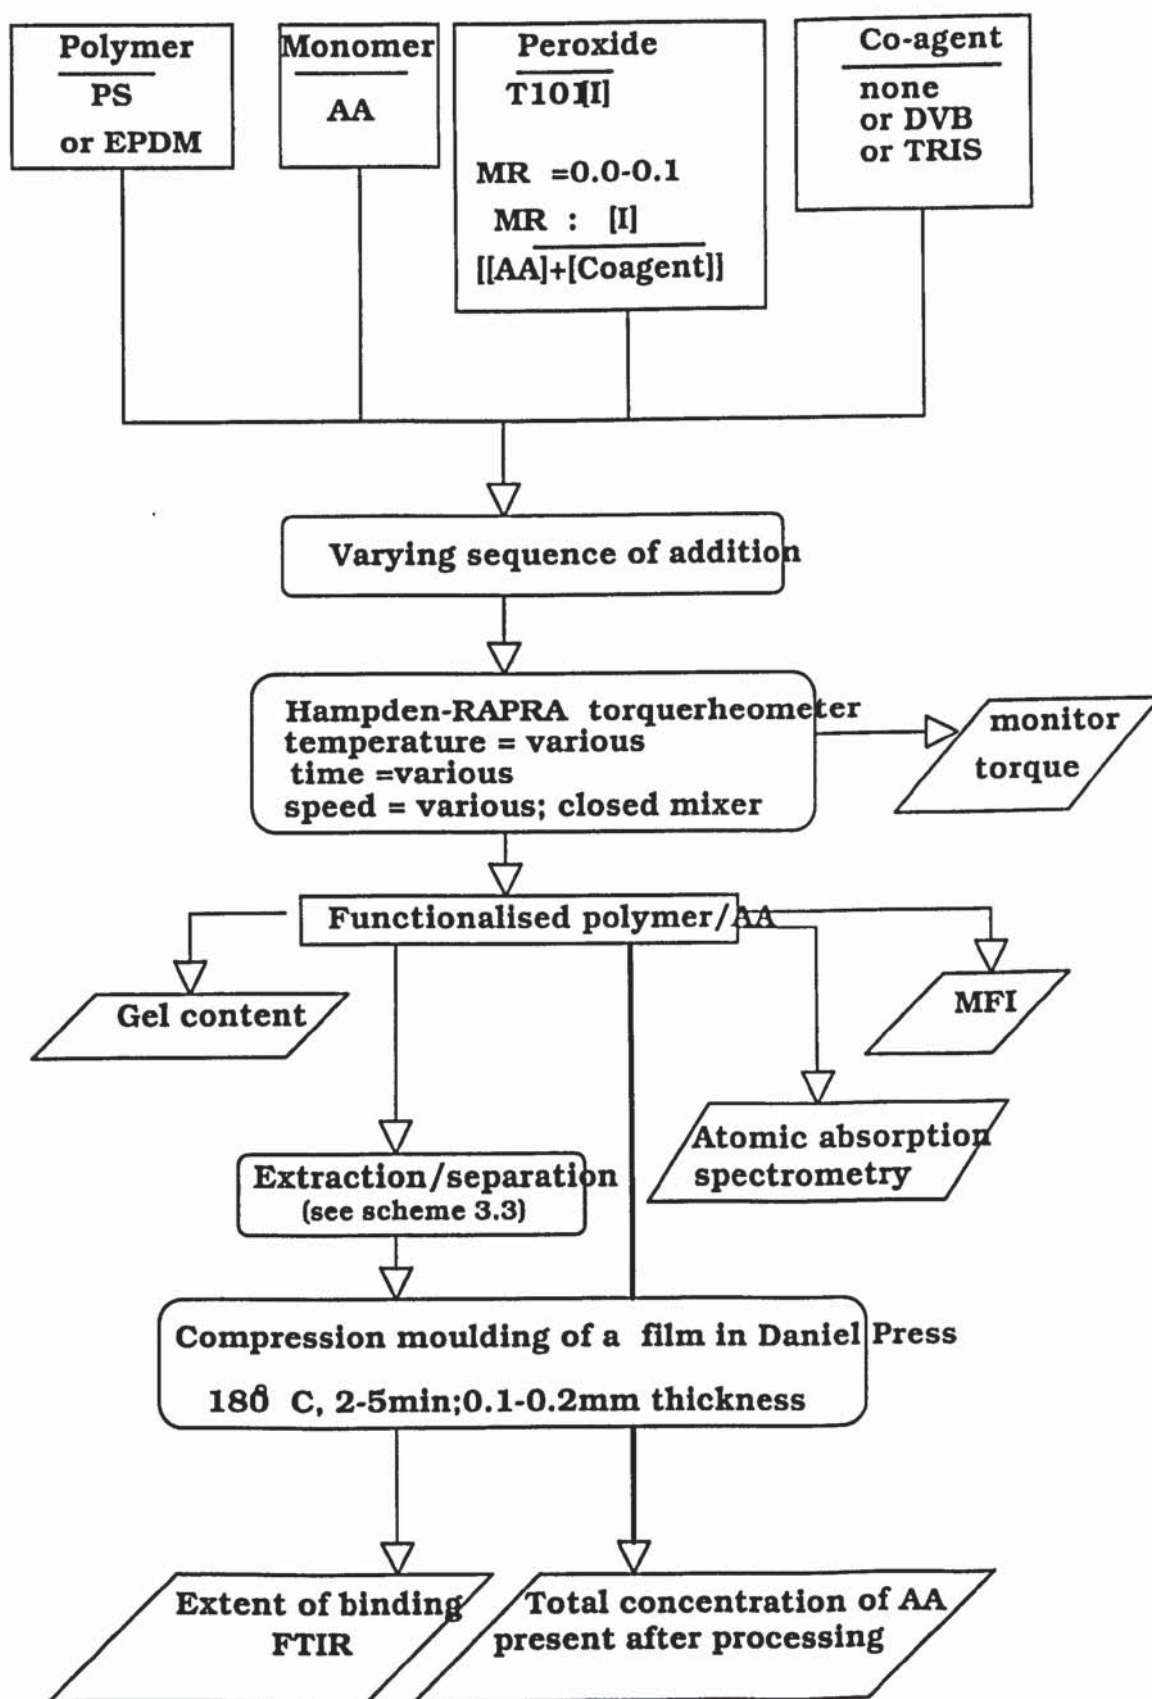 Polymer
PS
or EPDM
Monomer
AA
Peroxide
T101[I]
MR =0.0-0.1
MR : [I]
[[AA]+[Coagent]]
Co-agent
none
or DVB
or TRIS
Varying sequence of addition
Hampden-RAPRA torquerheometer
temperature = various
time =various
speed = various; closed mixer
monitor
torque
Functionalised polymer/AA
Gel content
MFI
Atomic absorption
spectrometry
Extraction/separation
(see scheme 3.3)
Compression moulding of a film in Daniel Press
180° C, 2-5min;0.1-0.2mm thickness
Extent of binding
FTIR
Total concentration of AA
present after processing